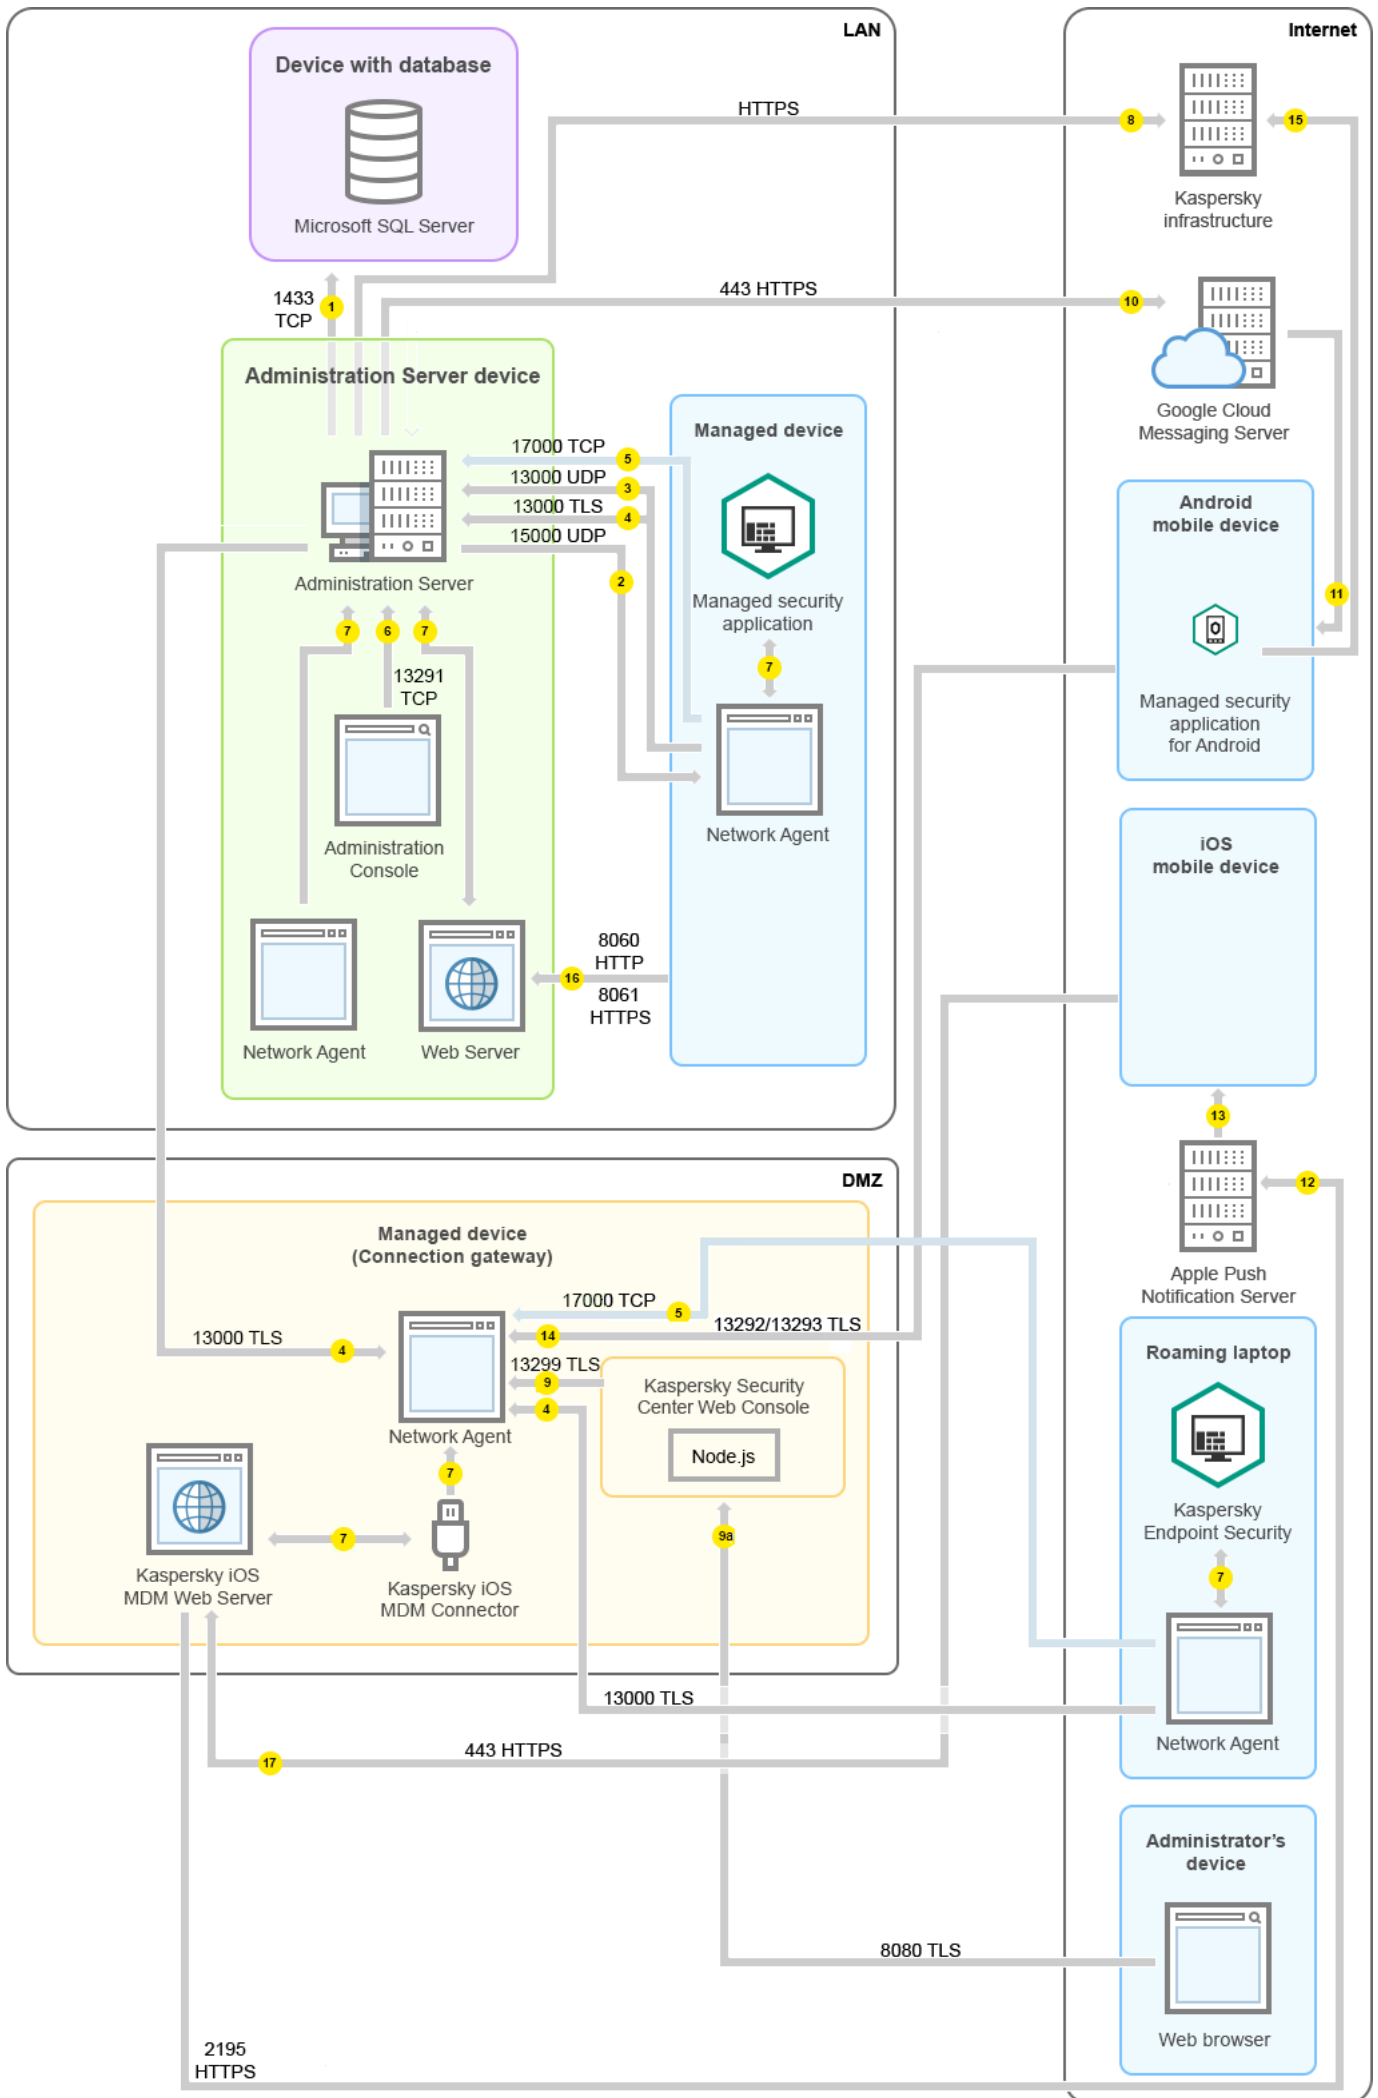 LAN
Internet
Device with database
Microsoft SQL Server
HTTPS
8
15
Kaspersky
infrastructure
1433
TCP
1
443 HTTPS
10
Google Cloud
Messaging Server
Administration Server device
Administration Server
17000 TCP
5
13000 UDP
3
13000 TLS
4
15000 UDP
2
Managed device
Managed security
application
7
Network Agent
Android
mobile device
11
Managed security
application
for Android
7
6
7
13291
TCP
Administration
Console
Network Agent
Web Server
8060
HTTP
16
8061
HTTPS
iOS
mobile device
13
12
Apple Push
Notification Server
DMZ
Managed device
(Connection gateway)
17000 TCP
5
13292/13293 TLS
14
13000 TLS
4
13299 TLS
9
4
Network Agent
Kaspersky Security
Center Web Console
Node.js
7
9a
7
Kaspersky iOS
MDM Web Server
Kaspersky iOS
MDM Connector
Roaming laptop
Kaspersky
Endpoint Security
7
Network Agent
13000 TLS
443 HTTPS
17
Administrator's
device
Web browser
8080 TLS
2195
HTTPS